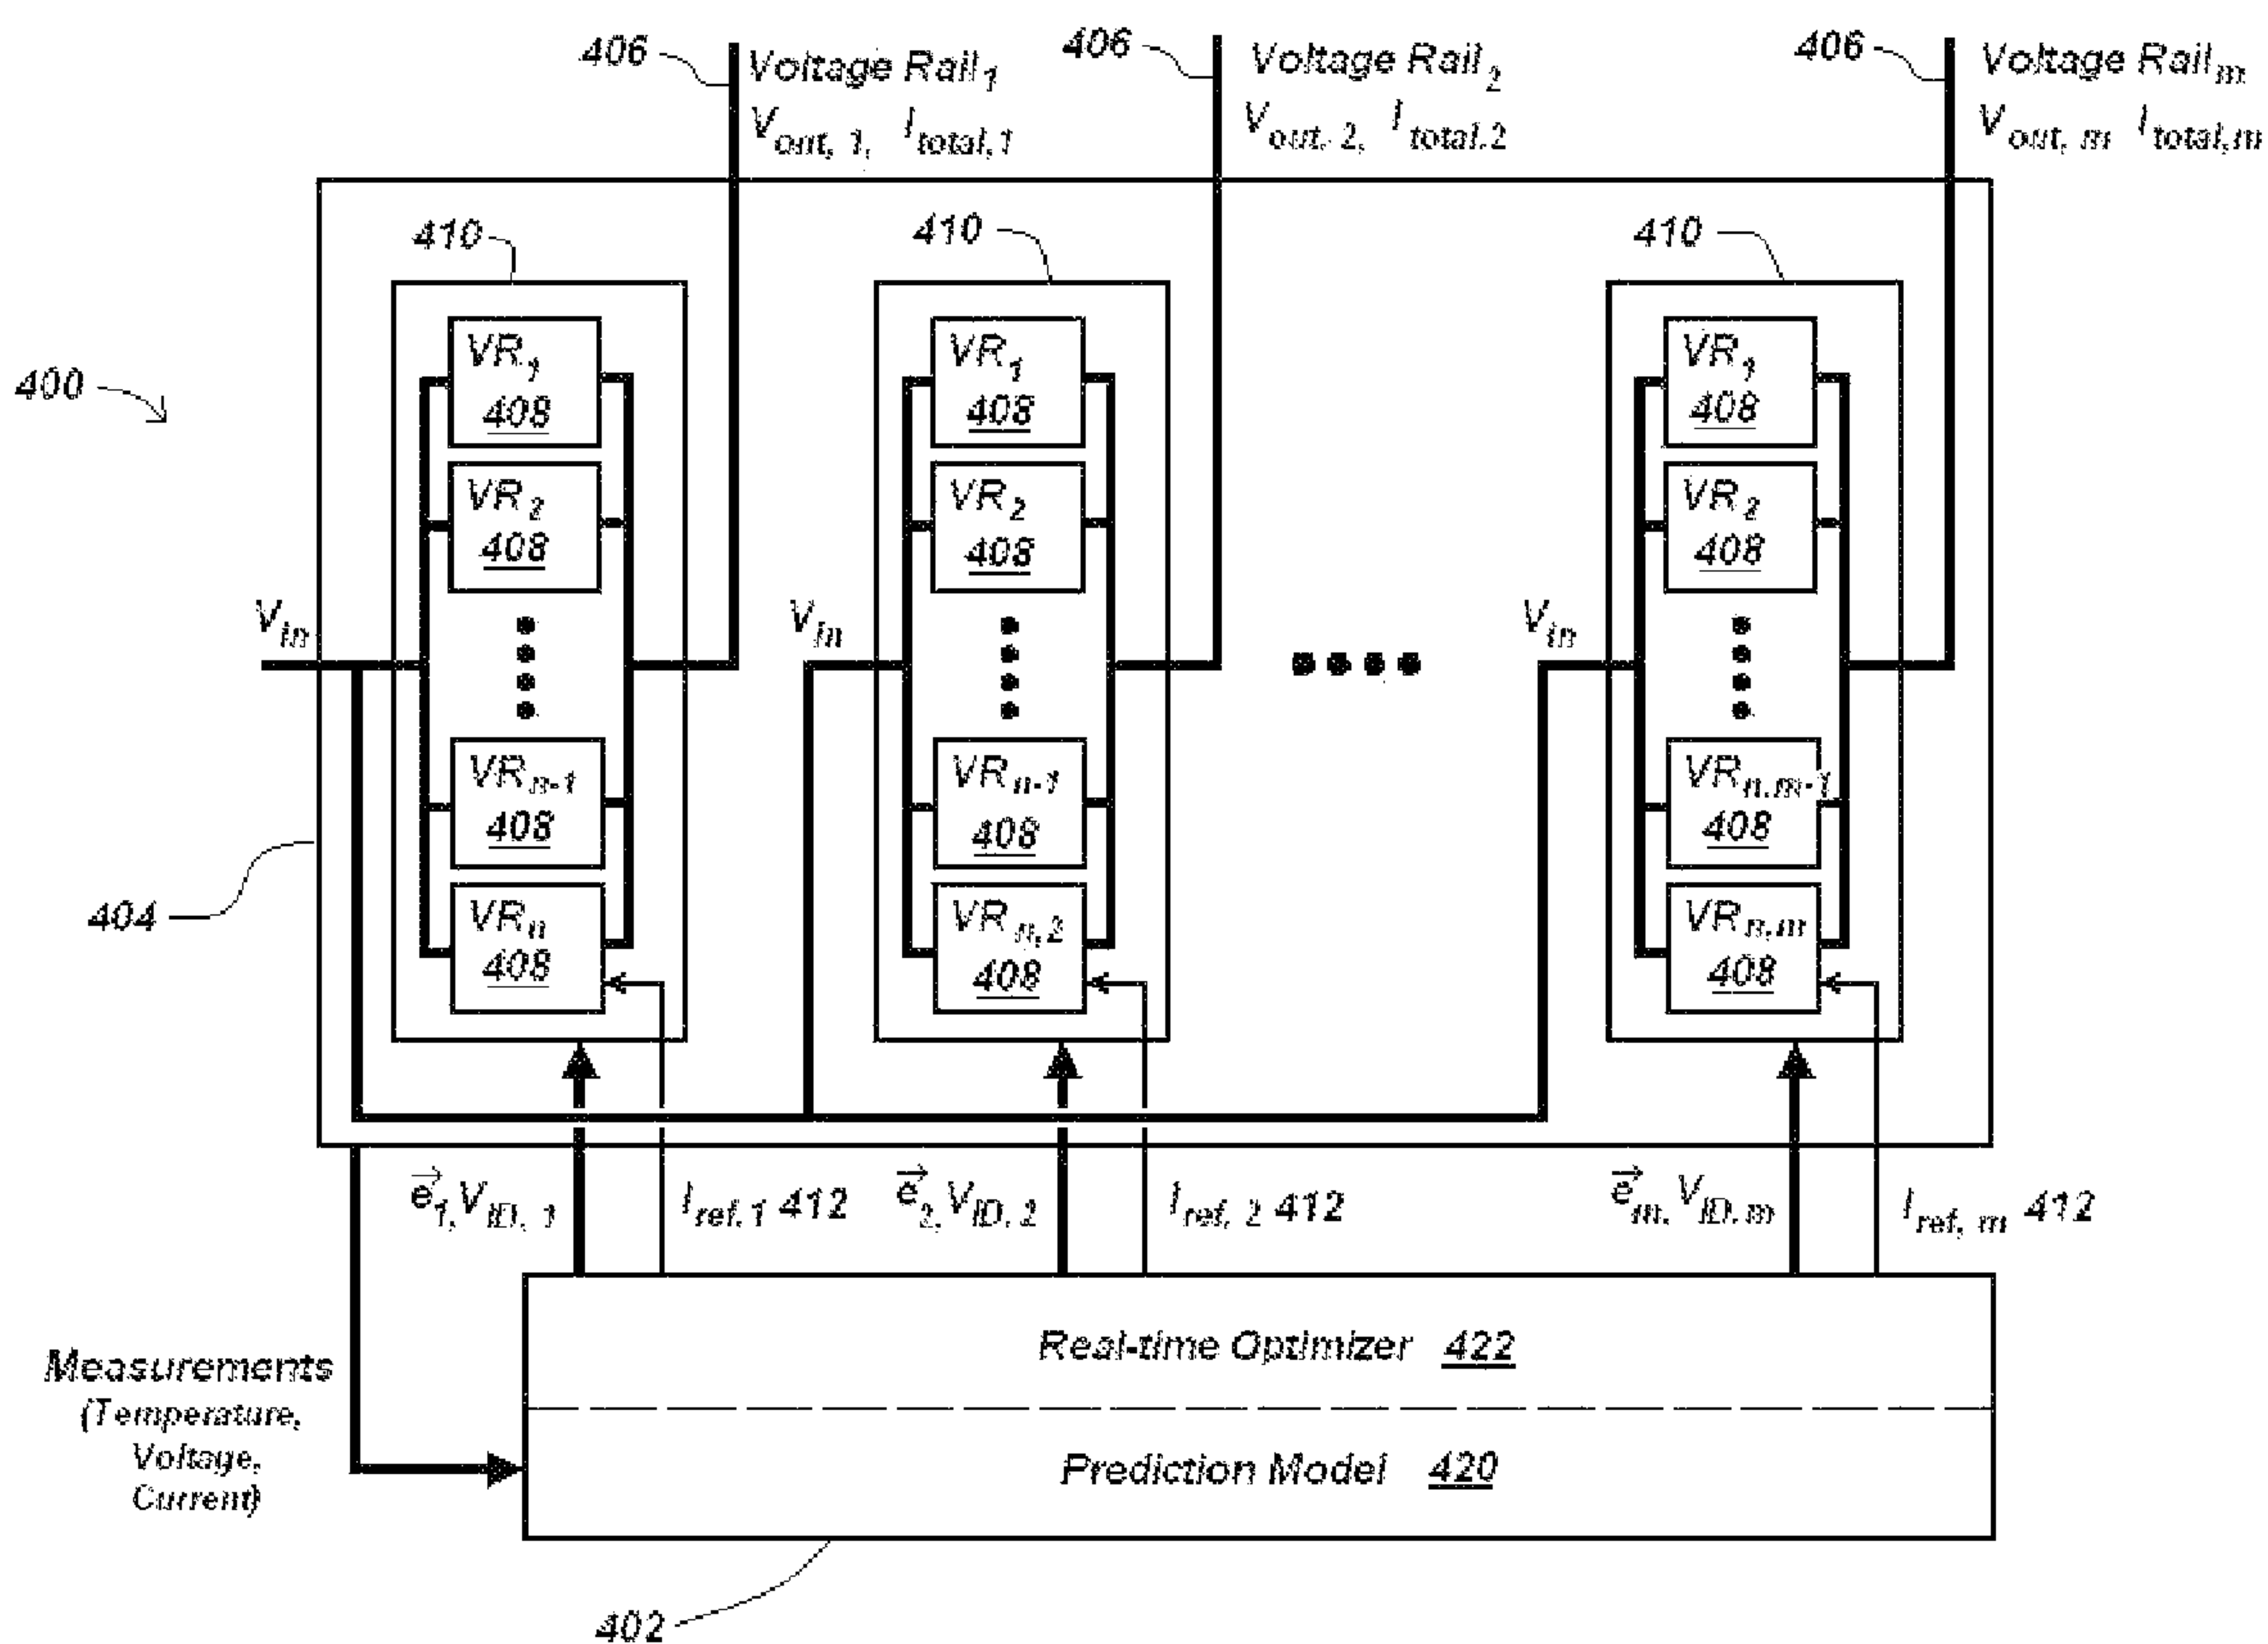 406 Voltage Rail1
Vout, 1, Itotal,1
406 Voltage Rail2
Vout, 2, Itotal,2
406 Voltage Railm
Vout, m Itotal,m
410
410
410
400
VR1
408
VR2
408
VRn-1
408
VRn
408
VR1
408
VR2
408
VRn-1
408
VRn,2
408
VR1
408
VR2
408
VRn,m-1
408
VRn,m
408
Vin
Vin
Vin
404
e⃗1, VID, 1
Iref,1 412
e⃗2, VID, 2
Iref, 2 412
e⃗m, VID, m
Iref, m 412
Real-time Optimizer 422
Prediction Model 420
Measurements
(Temperature,
Voltage,
Current)
402